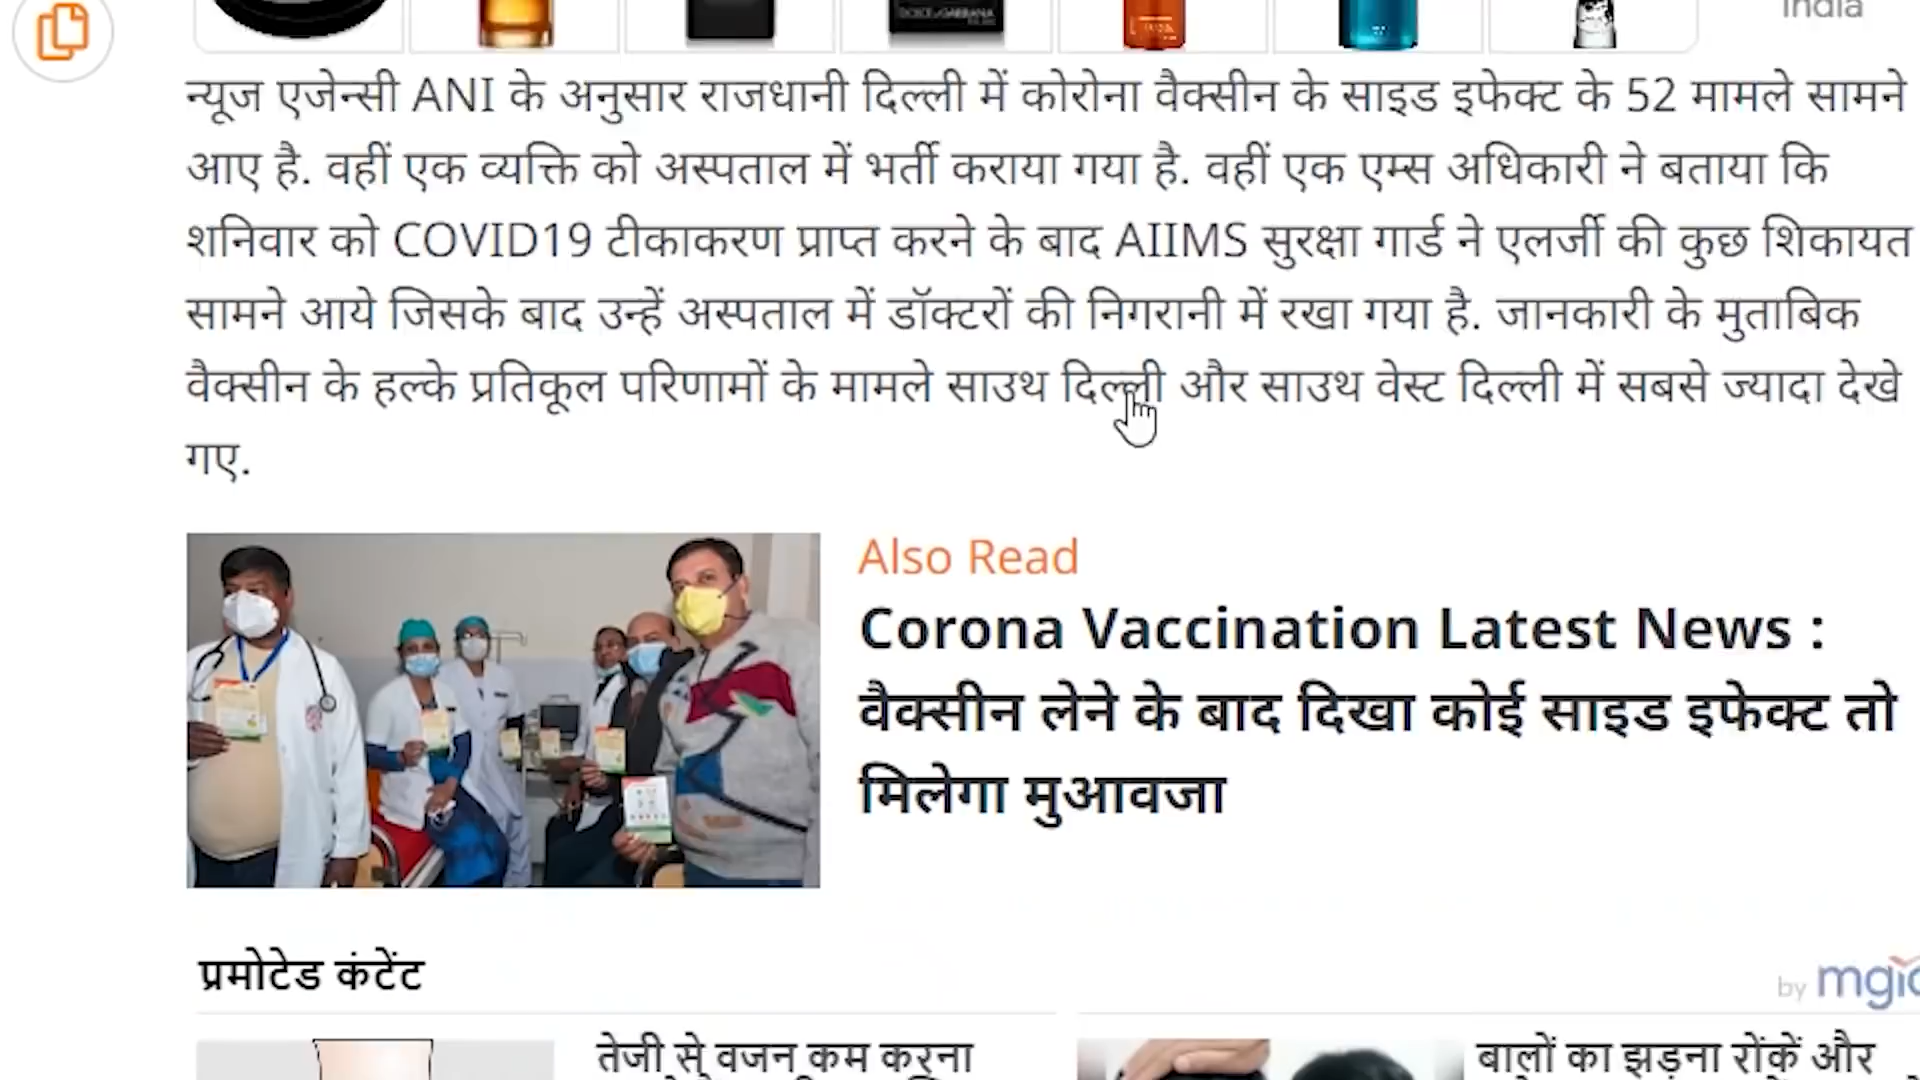 DOLCE & GABBANA
India
न्यूज एजेन्सी ANI के अनुसार राजधानी दिल्ली में कोरोना वैक्सीन के साइड इफेक्ट के 52 मामले सामने
आए है. वहीं एक व्यक्ति को अस्पताल में भर्ती कराया गया है. वहीं एक एम्स अधिकारी ने बताया कि
शनिवार को COVID19 टीकाकरण प्राप्त करने के बाद AIIMS सुरक्षा गार्ड ने एलर्जी की कुछ शिकायत
सामने आये जिसके बाद उन्हें अस्पताल में डॉक्टरों की निगरानी में रखा गया है. जानकारी के मुताबिक
वैक्सीन के हल्के प्रतिकूल परिणामों के मामले साउथ दिल्ली और साउथ वेस्ट दिल्ली में सबसे ज्यादा देखे
गए.
Also Read
Corona Vaccination Latest News :
वैक्सीन लेने के बाद दिखा कोई साइड इफेक्ट तो
मिलेगा मुआवजा
प्रमोटेड कंटेंट
by
तेजी से वजन कम करना
बालों का झड़ना रोंकें और